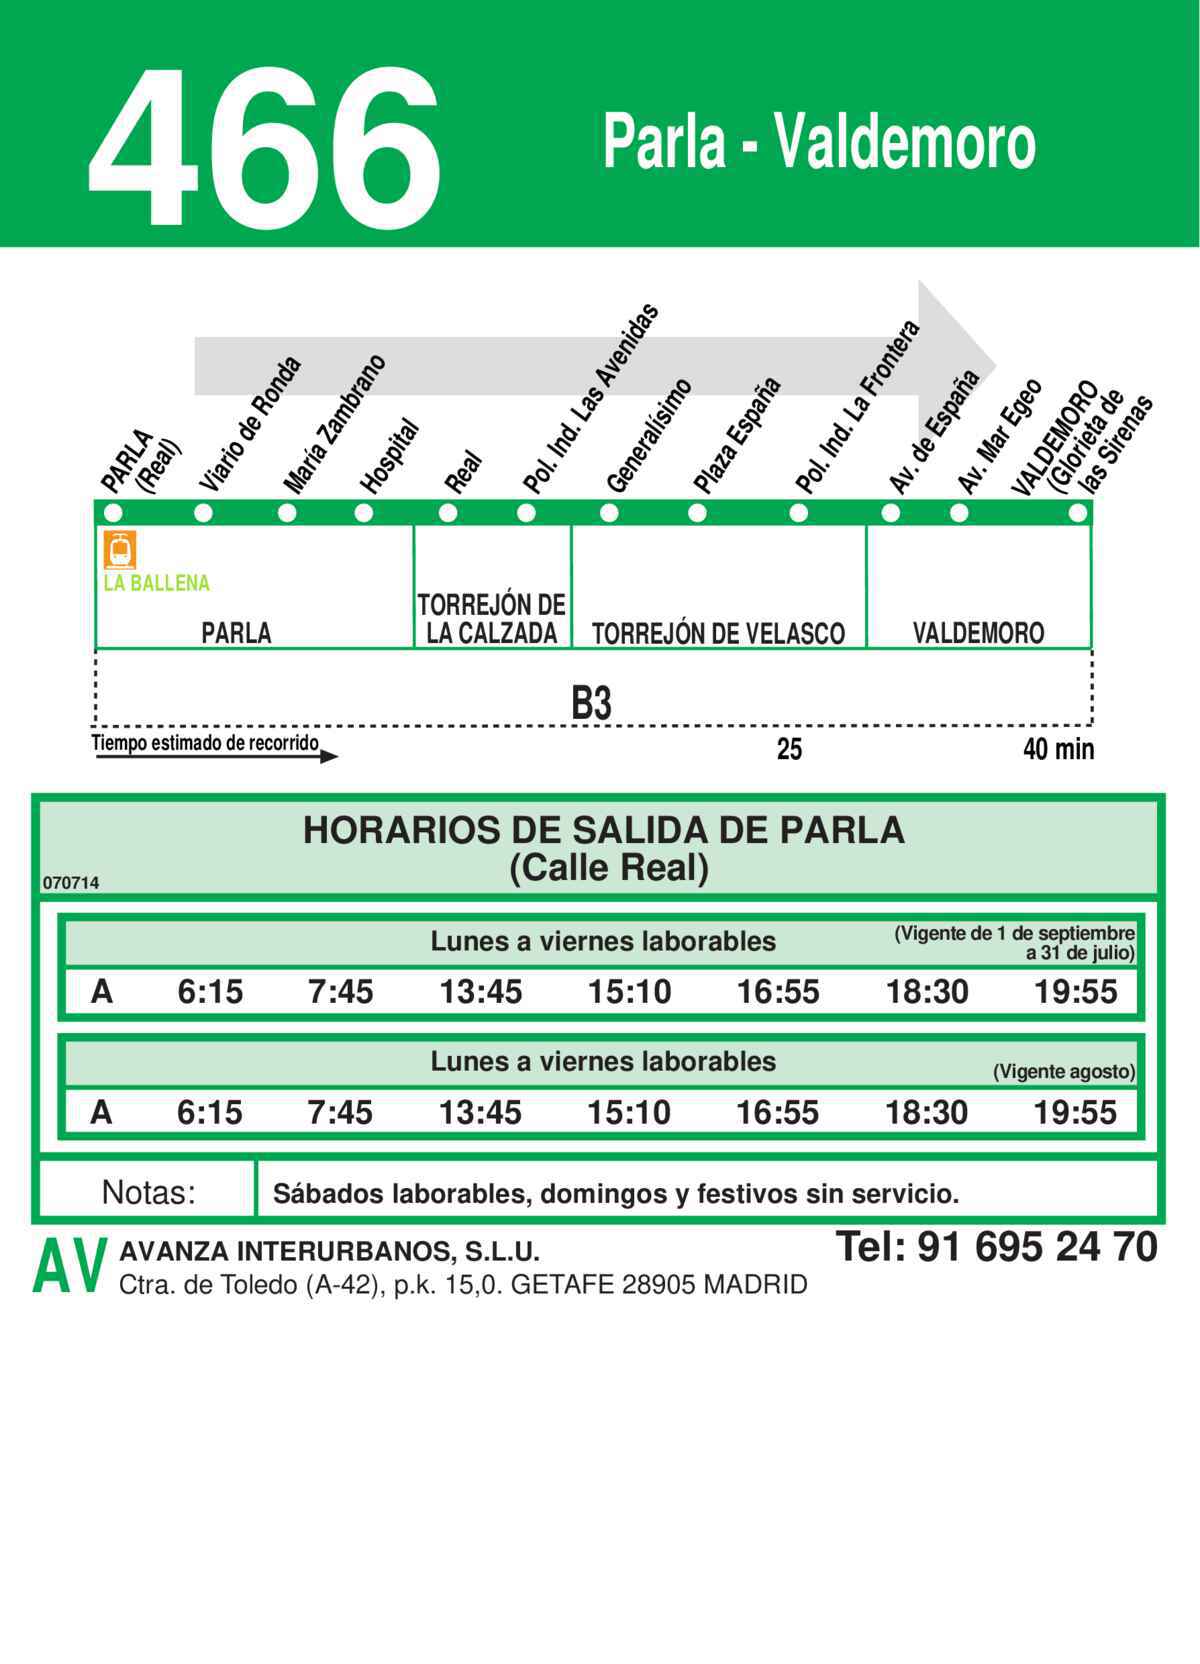 466
Parla - Valdemoro
PARLA
(Real)
Viario de Ronda
María Zambrano
Hospital
Real
Pol. Ind. Las Avenidas
Generalísimo
Plaza España
Pol. Ind. La Frontera
Av. de España
Av. Mar Egeo
VALDEMORO
(Glorieta de
las Sirenas
LA BALLENA
PARLA
TORREJÓN DE
LA CALZADA
TORREJÓN DE VELASCO
VALDEMORO
B3
Tiempo estimado de recorrido
25
40 min
HORARIOS DE SALIDA DE PARLA
(Calle Real)
070714
Lunes a viernes laborables
(Vigente de 1 de septiembre
a 31 de julio)
A 6:15 7:45 13:45 15:10 16:55 18:30 19:55
Lunes a viernes laborables
(Vigente agosto)
A 6:15 7:45 13:45 15:10 16:55 18:30 19:55
Notas: Sábados laborables, domingos y festivos sin servicio.
AV
AVANZA INTERURBANOS, S.L.U.
Tel: 91 695 24 70
Ctra. de Toledo (A-42), p.k. 15,0. GETAFE 28905 MADRID